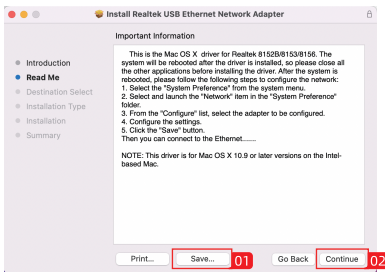 Install Realtek USB Ethernet Network Adapter
Important Information
Introduction
Read Me
Destination Select
Installation Type
Installation
Summary
This is the Mac OS X driver for Realtek 8152B/8153/8156. The
system will be rebooted after the driver is installed, so please close all
the other applications before installing the driver. After the system is
rebooted, please follow the following steps to configure the network:
1. Select the "System Preference" from the system menu.
2. Select and launch the "Network" item in the "System Preference"
folder.
3. From the "Configure" list, select the adapter to be configured.
4. Configure the settings.
5. Click the "Save" button.
Then you can connect to the Ethernet.......
NOTE: This driver is for Mac OS X 10.9 or later versions on the Intel-
based Mac.
Print... Save... 01 Go Back Continue 02